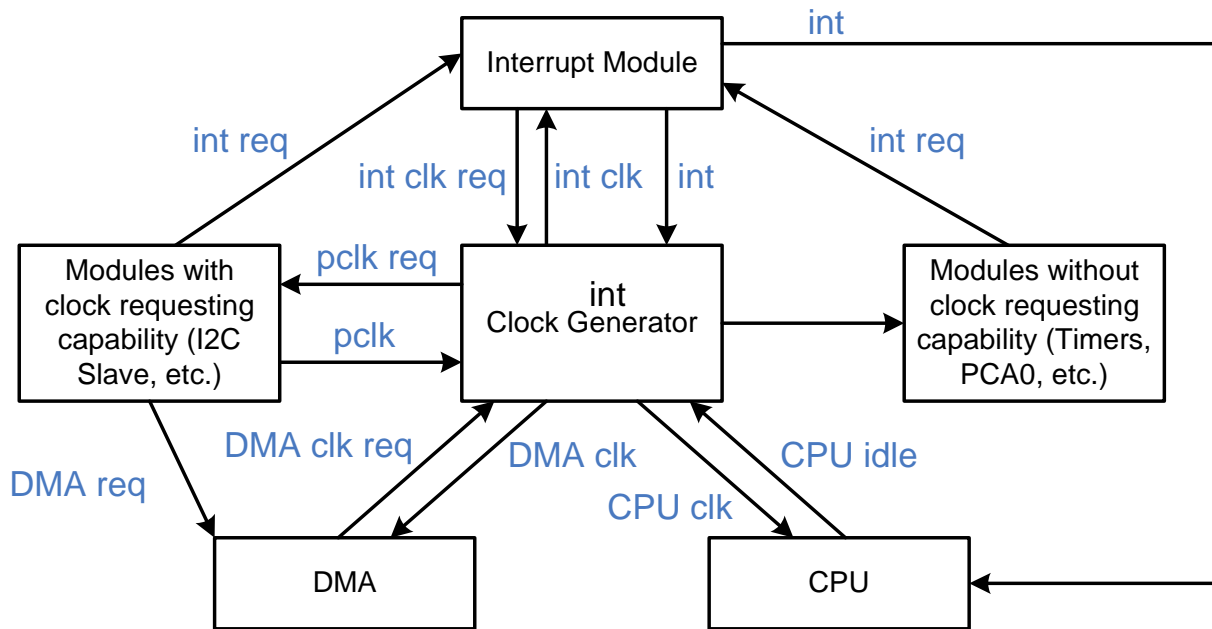 int
Interrupt Module
int req
int clk req
int clk
int
int req
Modules with
clock requesting
capability (I2C
Slave, etc.)
pclk req
pclk
int
Clock Generator
Modules without
clock requesting
capability (Timers,
PCA0, etc.)
DMA req
DMA clk req
DMA clk
CPU clk
CPU idle
DMA
CPU